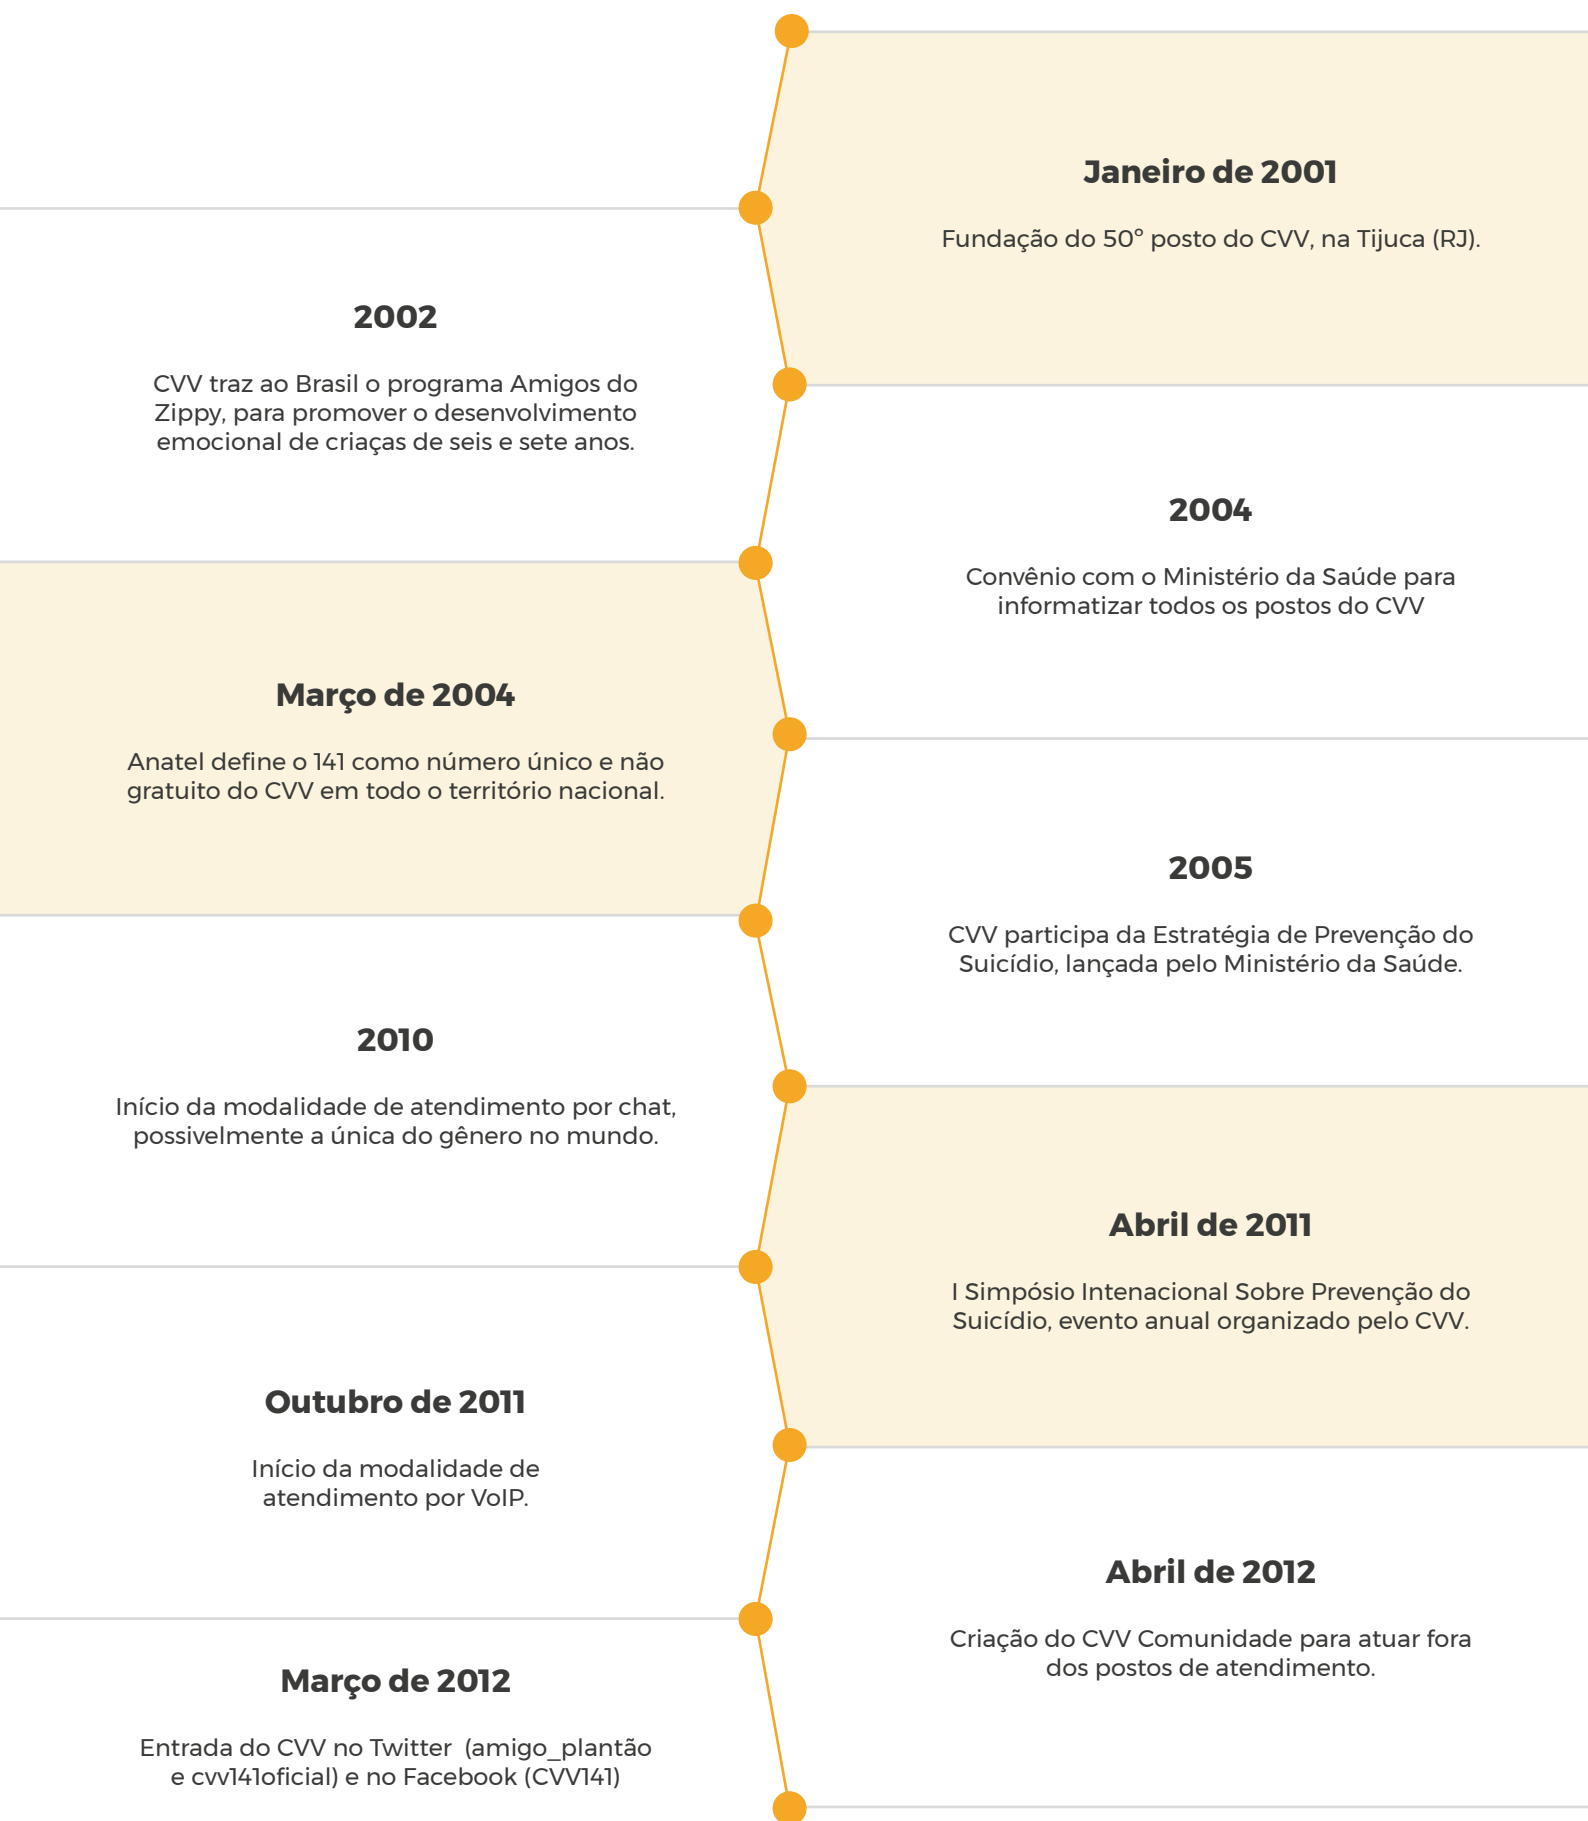 Janeiro de 2001
Fundação do 50º posto do CVV, na Tijuca (RJ).
2002
CVV traz ao Brasil o programa Amigos do
Zippy, para promover o desenvolvimento
emocional de criaças de seis e sete anos.
2004
Convênio com o Ministério da Saúde para
informatizar todos os postos do CVV
Março de 2004
Anatel define o 141 como número único e não
gratuito do CVV em todo o território nacional.
2005
CVV participa da Estratégia de Prevenção do
Suicídio, lançada pelo Ministério da Saúde.
2010
Início da modalidade de atendimento por chat,
possivelmente a única do gênero no mundo.
Abril de 2011
I Simpósio Intenacional Sobre Prevenção do
Suicídio, evento anual organizado pelo CVV.
Outubro de 2011
Início da modalidade de
atendimento por VoIP.
Abril de 2012
Criação do CVV Comunidade para atuar fora
dos postos de atendimento.
Março de 2012
Entrada do CVV no Twitter (amigo_plantão
e cvv141oficial) e no Facebook (CVV141)